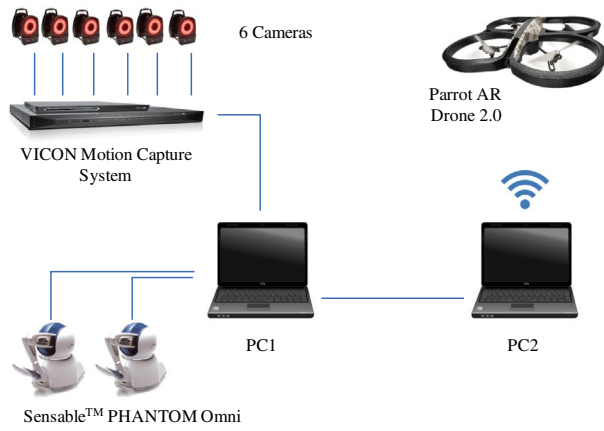 6 Cameras
Parrot AR
Drone 2.0
VICON Motion Capture
System
PC1
PC2
Sensable™ PHANTOM Omni